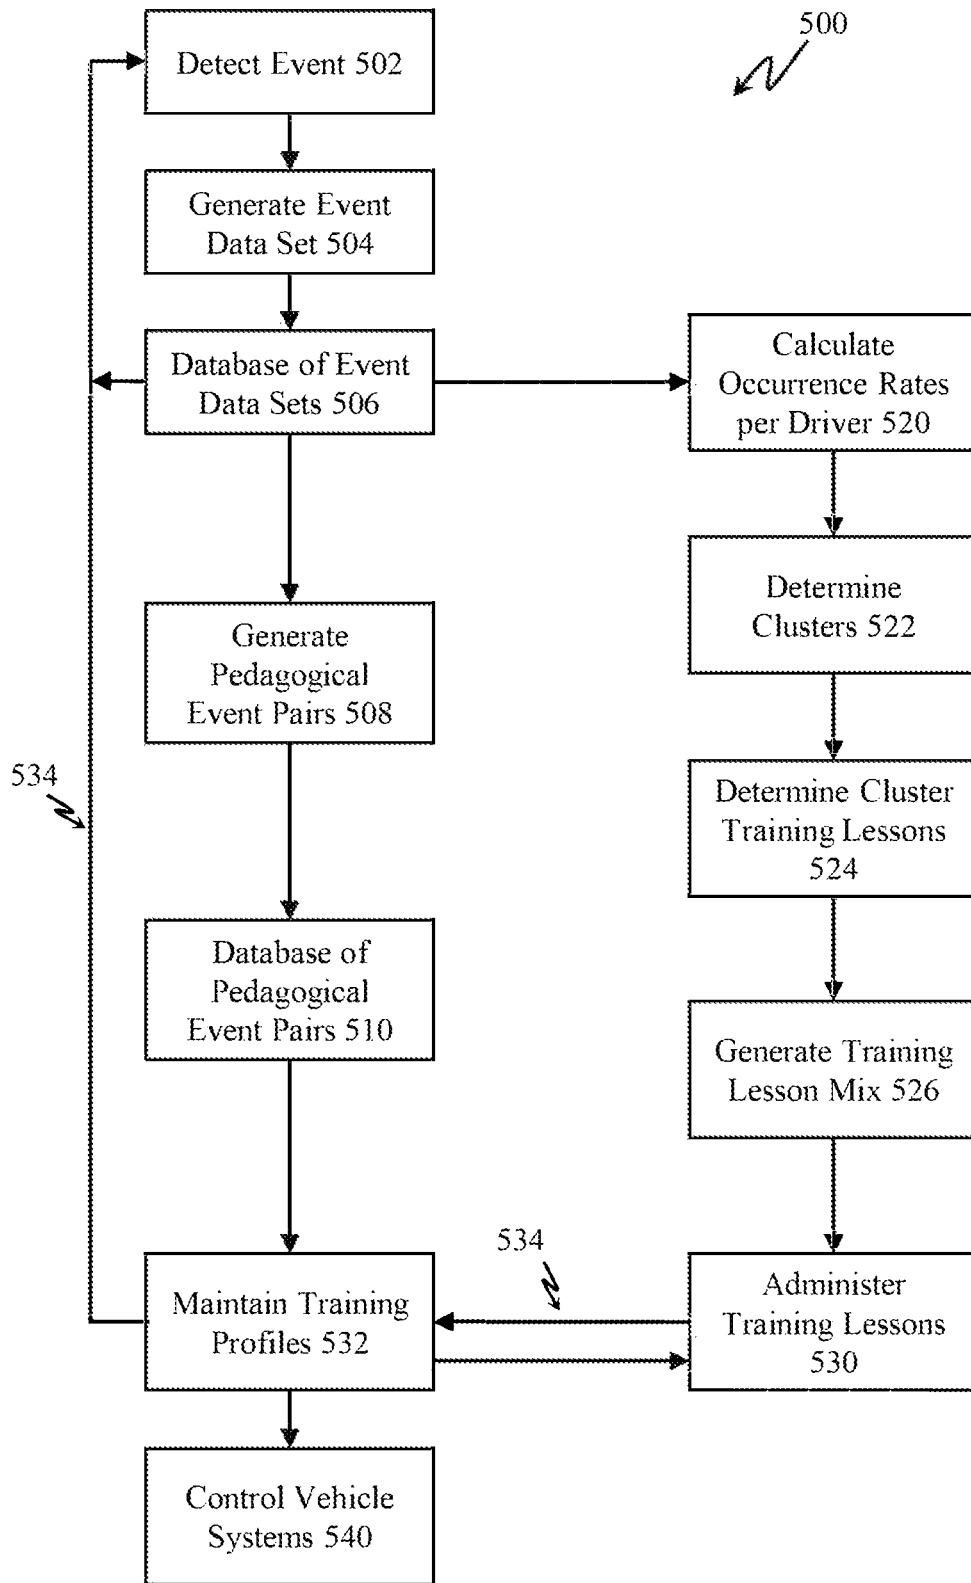 500
Detect Event 502
Generate Event
Data Set 504
Database of Event
Data Sets 506
Calculate
Occurrence Rates
per Driver 520
Determine
Clusters 522
Generate
Pedagogical
Event Pairs 508
534
Determine Cluster
Training Lessons
524
Database of
Pedagogical
Event Pairs 510
Generate Training
Lesson Mix 526
534
Maintain Training
Profiles 532
Administer
Training Lessons
530
Control Vehicle
Systems 540